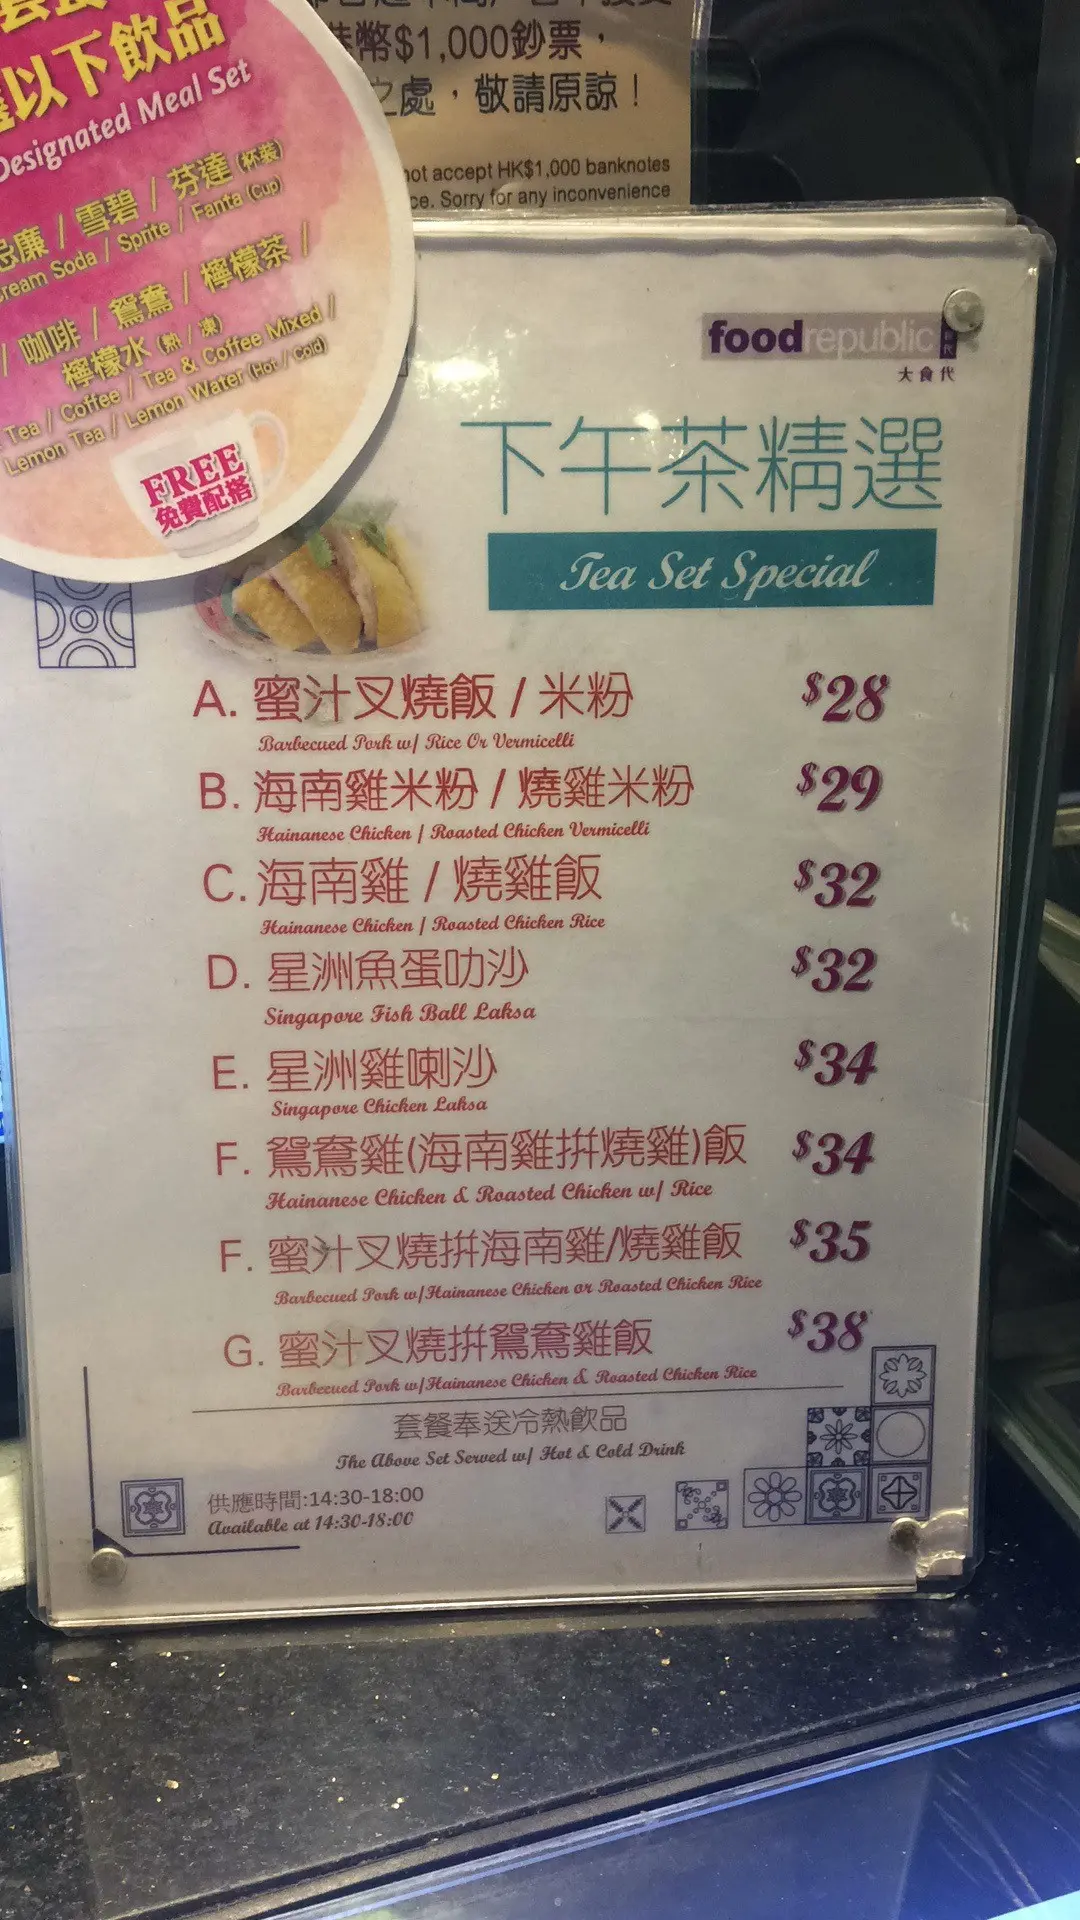 以下飲品
Designated Meal Set
忌廉 / 雪碧 / 芬達 (杯裝)
Cream Soda / Sprite / Fanta (Cup)
/ 咖啡 / 鴛鴦 / 檸檬茶 /
檸檬水 (熱 / 凍)
Tea / Coffee / Tea & Coffee Mixed /
Lemon Tea / Lemon Water (Hot / Cold)
FREE
免費配搭
港幣$1,000鈔票，
之處，敬請原諒！
not accept HK$1,000 banknotes
Sorry for any inconvenience
foodrepublic
大食代
下午茶精選
Tea Set Special
A. 蜜汁叉燒飯 / 米粉 $28
Barbecued Pork w/ Rice Or Vermicelli
B. 海南雞米粉 / 燒雞米粉 $29
Hainanese Chicken / Roasted Chicken Vermicelli
C. 海南雞 / 燒雞飯 $32
Hainanese Chicken / Roasted Chicken Rice
D. 星洲魚蛋叻沙 $32
Singapore Fish Ball Laksa
E. 星洲雞喇沙 $34
Singapore Chicken Laksa
F. 鴛鴦雞(海南雞拼燒雞)飯 $34
Hainanese Chicken & Roasted Chicken w/ Rice
F. 蜜汁叉燒拼海南雞/燒雞飯 $35
Barbecued Pork w/Hainanese Chicken or Roasted Chicken Rice
G. 蜜汁叉燒拼鴛鴦雞飯 $38
Barbecued Pork w/Hainanese Chicken & Roasted Chicken Rice
套餐奉送冷熱飲品
The Above Set Served w/ Hot & Cold Drink
供應時間:14:30-18:00
Available at 14:30-18:00